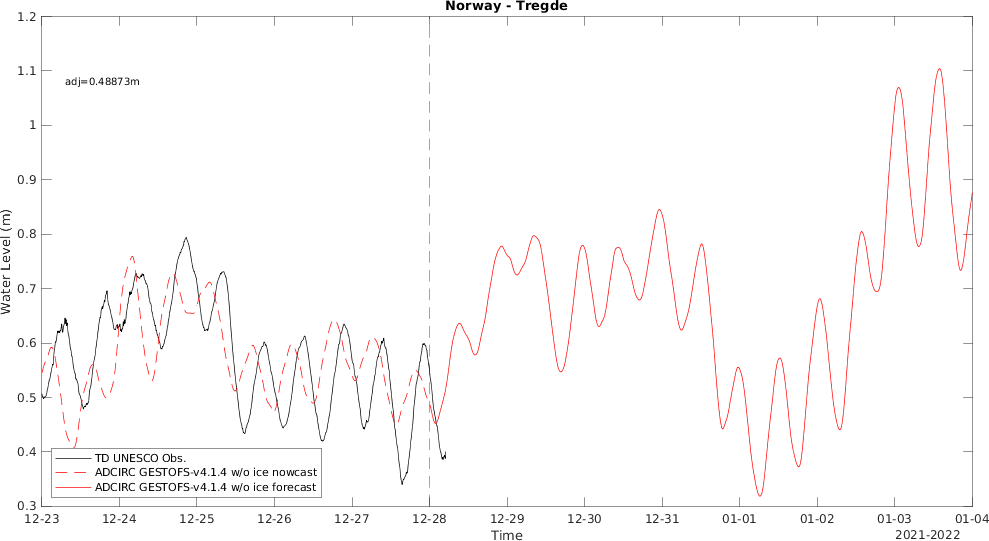 Norway - Tregde
1.2
1.1
1
0.9
0.8
0.7
0.6
0.5
0.4
0.3
Water Level (m)
adj=0.48873m
TD UNESCO Obs.
ADCIRC GESTOFS-v4.1.4 w/o ice nowcast
ADCIRC GESTOFS-v4.1.4 w/o ice forecast
12-23 12-24 12-25 12-26 12-27 12-28 12-29 12-30 12-31 01-01 01-02 01-03 01-04
Time
2021-2022